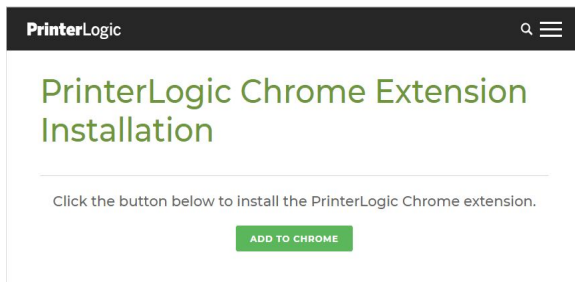 PrinterLogic
PrinterLogic Chrome Extension
Installation
Click the button below to install the PrinterLogic Chrome extension.
ADD TO CHROME